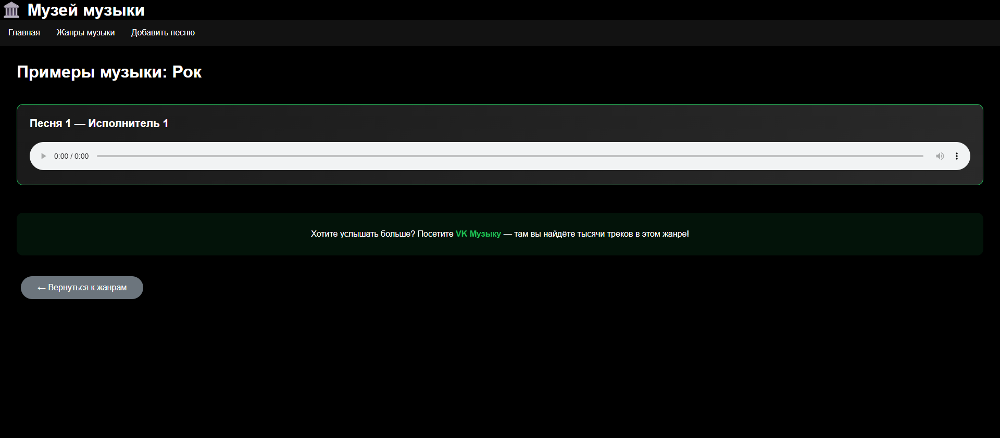 Музей музыки
Главная Жанры музыки Добавить песню
Примеры музыки: Рок
Песня 1 — Исполнитель 1
0:00 / 0:00
Хотите услышать больше? Посетите VK Музыку — там вы найдёте тысячи треков в этом жанре!
← Вернуться к жанрам